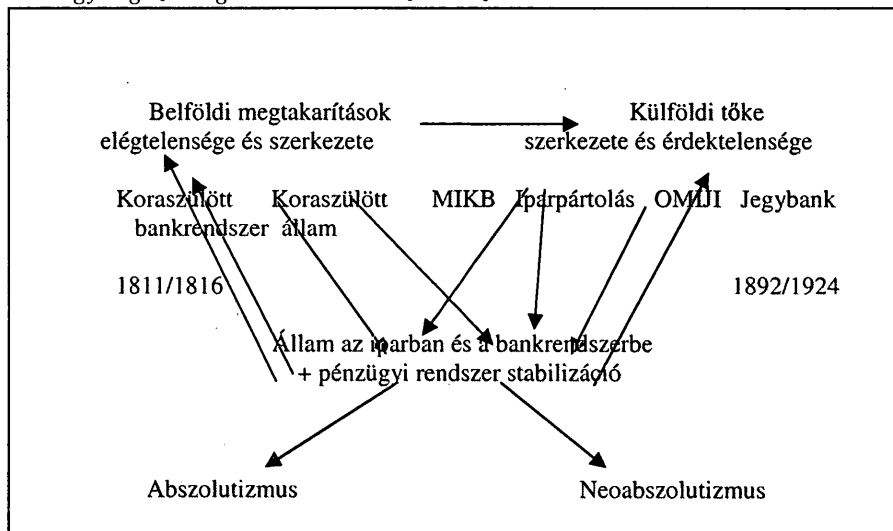 Belföldi megtakarítások
elégtelensége és szerkezete
Külföldi tőke
szerkezete és érdektelensége
Koraszülött
bankrendszer
Koraszülött
állam
MIKB
Iparpártolás
OMIJI
Jegybank
1811/1816
1892/1924
Állam az iparban és a bankrendszerbe
+ pénzügyi rendszer stabilizáció
Abszolutizmus
Neoabszolutizmus